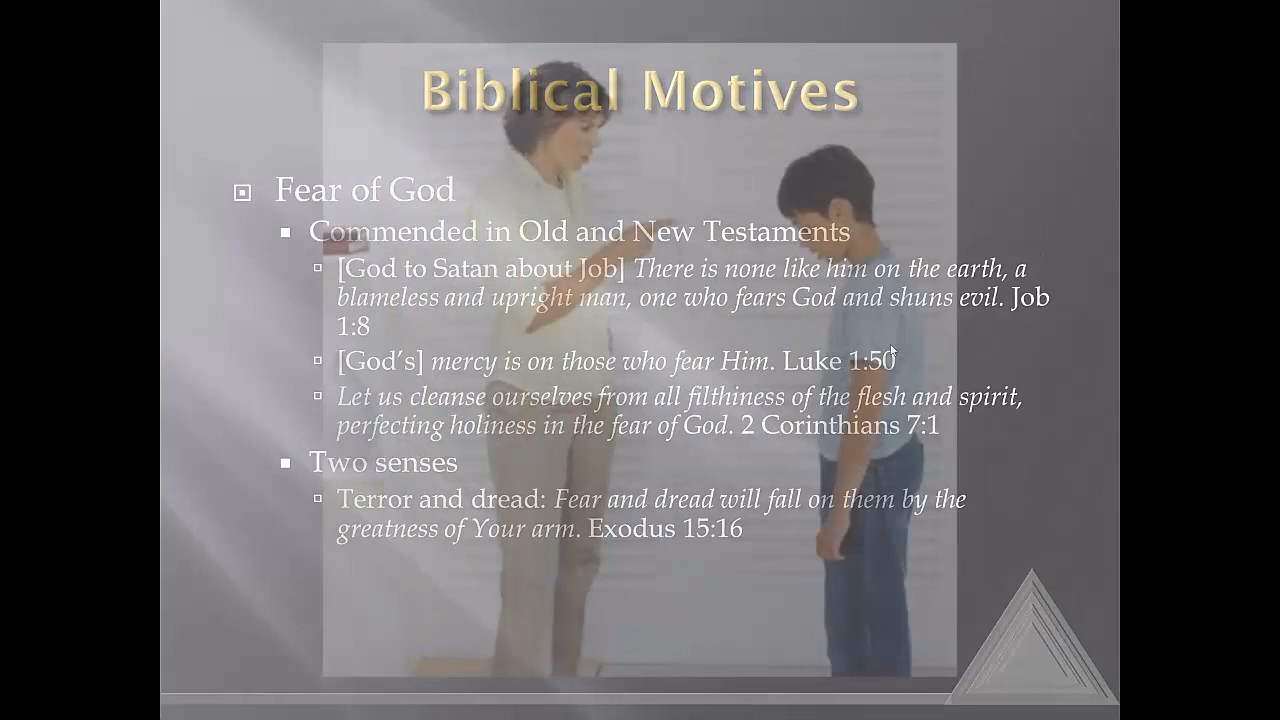 Biblical Motives
Fear of God
Commended in Old and New Testaments
[God to Satan about Job] There is none like him on the earth, a
blameless and upright man, one who fears God and shuns evil. Job
1:8
[God's] mercy is on those who fear Him. Luke 1:50
Let us cleanse ourselves from all filthiness of the flesh and spirit,
perfecting holiness in the fear of God. 2 Corinthians 7:1
Two senses
Terror and dread: Fear and dread will fall on them by the
greatness of Your arm. Exodus 15:16